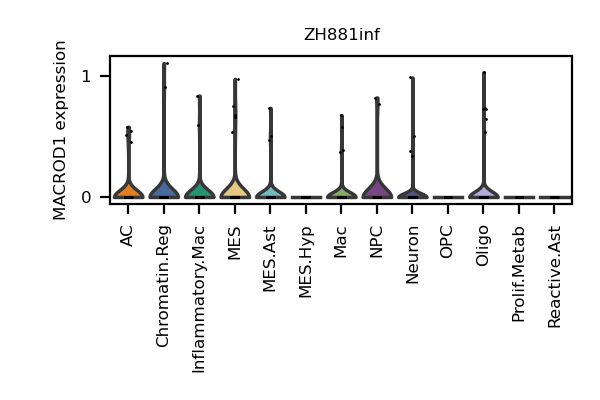 ZH881inf
MACROD1 expression
1
0
AC
Chromatin.Reg
Inflammatory.Mac
MES
MES.Ast
MES.Hyp
Mac
NPC
Neuron
OPC
Oligo
Prolif.Metab
Reactive.Ast